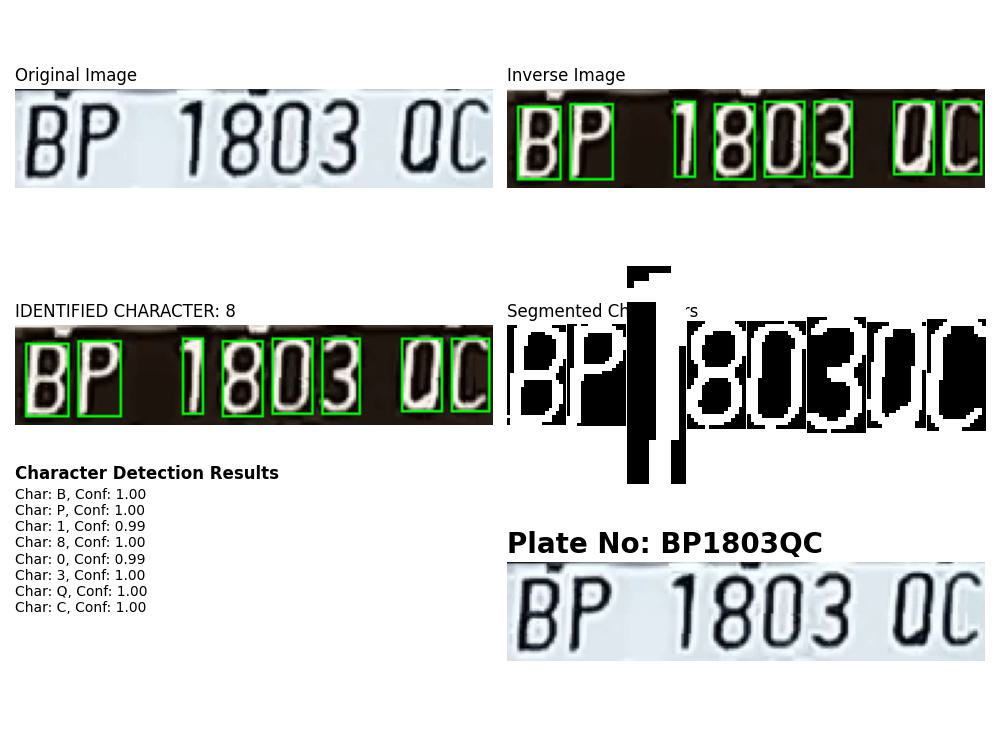 Original Image
BP 1803 QC
Inverse Image
BP 1803 QC
IDENTIFIED CHARACTER: 8
BP 1803 QC
Segmented Ch rs
BP1803QC
Character Detection Results
Char: B, Conf: 1.00
Char: P, Conf: 1.00
Char: 1, Conf: 0.99
Char: 8, Conf: 1.00
Char: 0, Conf: 0.99
Char: 3, Conf: 1.00
Char: Q, Conf: 1.00
Char: C, Conf: 1.00
Plate No: BP1803QC
BP 1803 QC